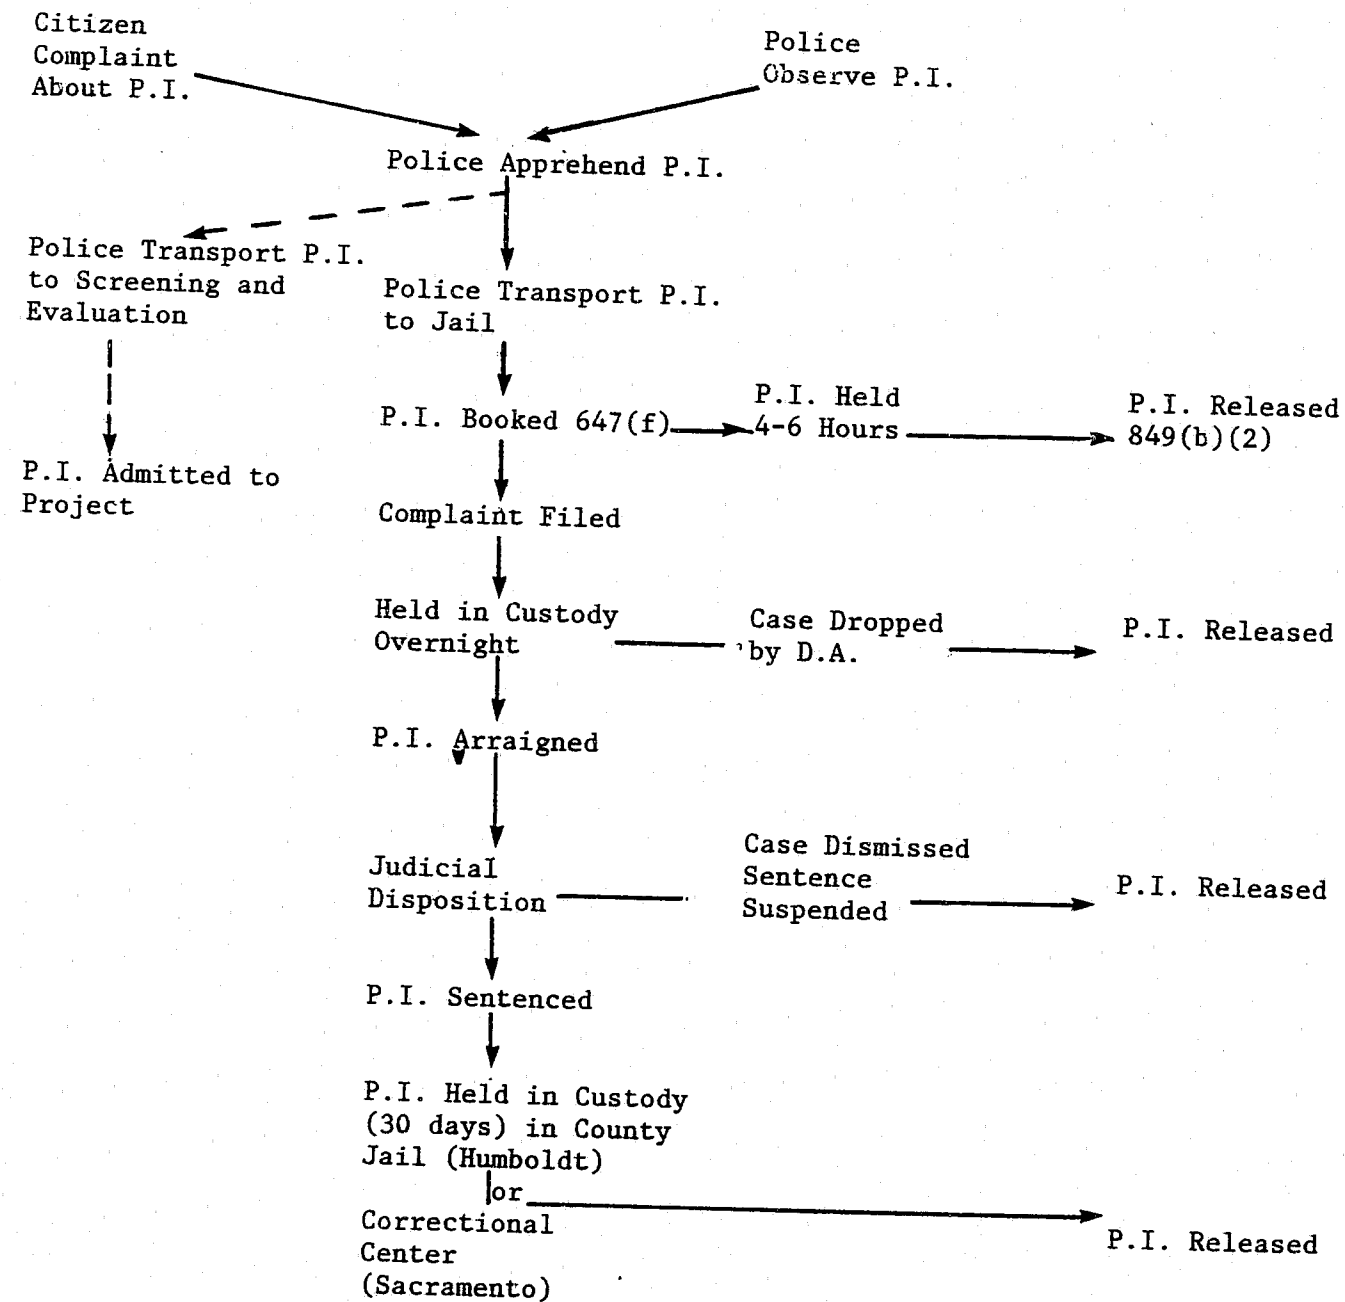 Citizen
Complaint
About P.I.
Police
Observe P.I.
Police Apprehend P.I.
Police Transport P.I.
to Screening and
Evaluation
Police Transport P.I.
to Jail
P.I. Booked 647(f)
P.I. Held
4-6 Hours
P.I. Released
849(b)(2)
P.I. Admitted to
Project
Complaint Filed
Held in Custody
Overnight
Case Dropped
by D.A.
P.I. Released
P.I. Arraigned
Judicial
Disposition
Case Dismissed
Sentence
Suspended
P.I. Released
P.I. Sentenced
P.I. Held in Custody
(30 days) in County
Jail (Humboldt)
or
Correctional
Center
(Sacramento)
P.I. Released